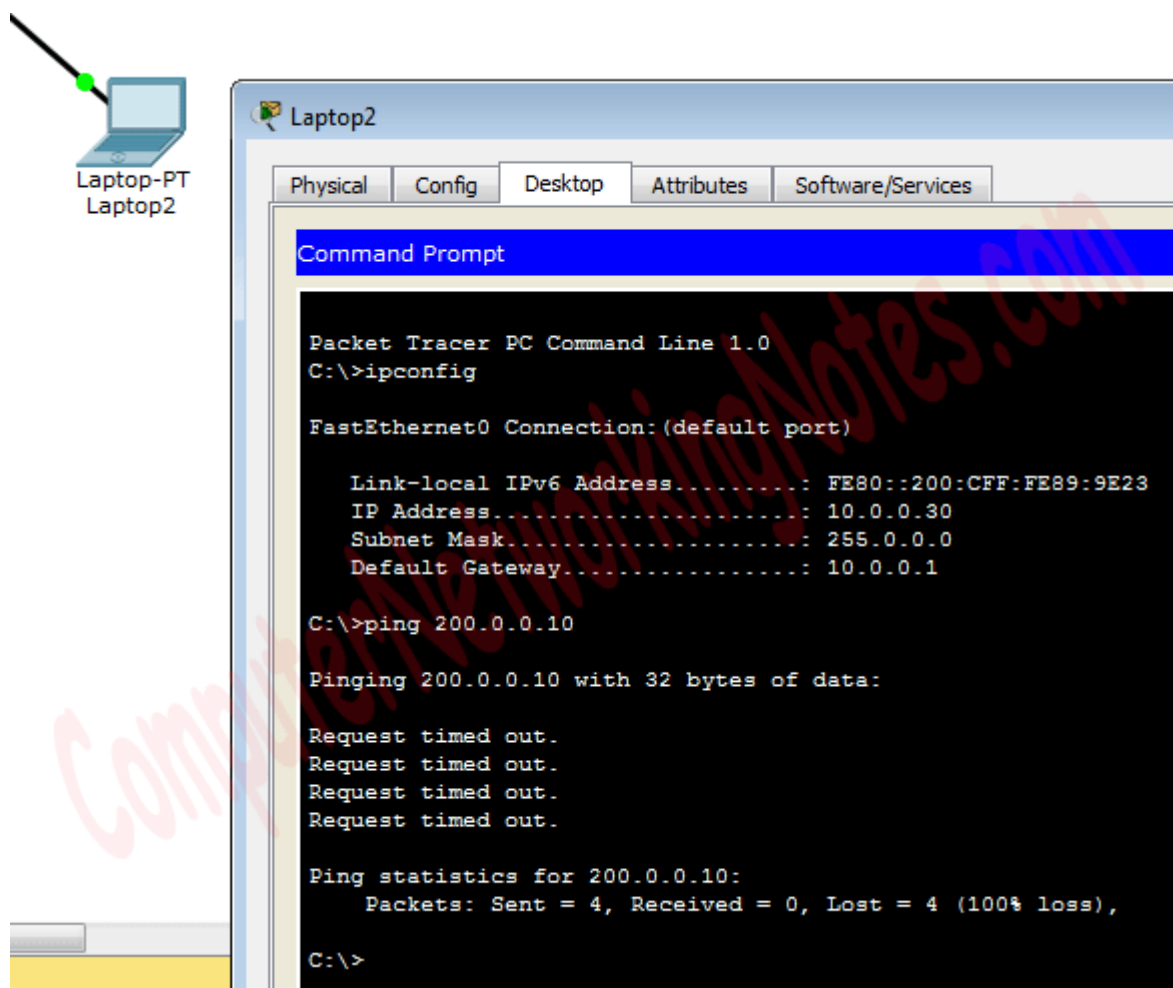 Laptop-PT
Laptop2
Laptop2
Physical
Config
Desktop
Attributes
Software/Services
Command Prompt
Packet Tracer PC Command Line 1.0
C:\>ipconfig
FastEthernet0 Connection:(default port)
Link-local IPv6 Address.........: FE80::200:CFF:FE89:9E23
IP Address......................: 10.0.0.30
Subnet Mask.....................: 255.0.0.0
Default Gateway.................: 10.0.0.1
C:\>ping 200.0.0.10
Pinging 200.0.0.10 with 32 bytes of data:
Request timed out.
Request timed out.
Request timed out.
Request timed out.
Ping statistics for 200.0.0.10:
Packets: Sent = 4, Received = 0, Lost = 4 (100% loss),
C:\>
ComputerNetworkingNotes.com